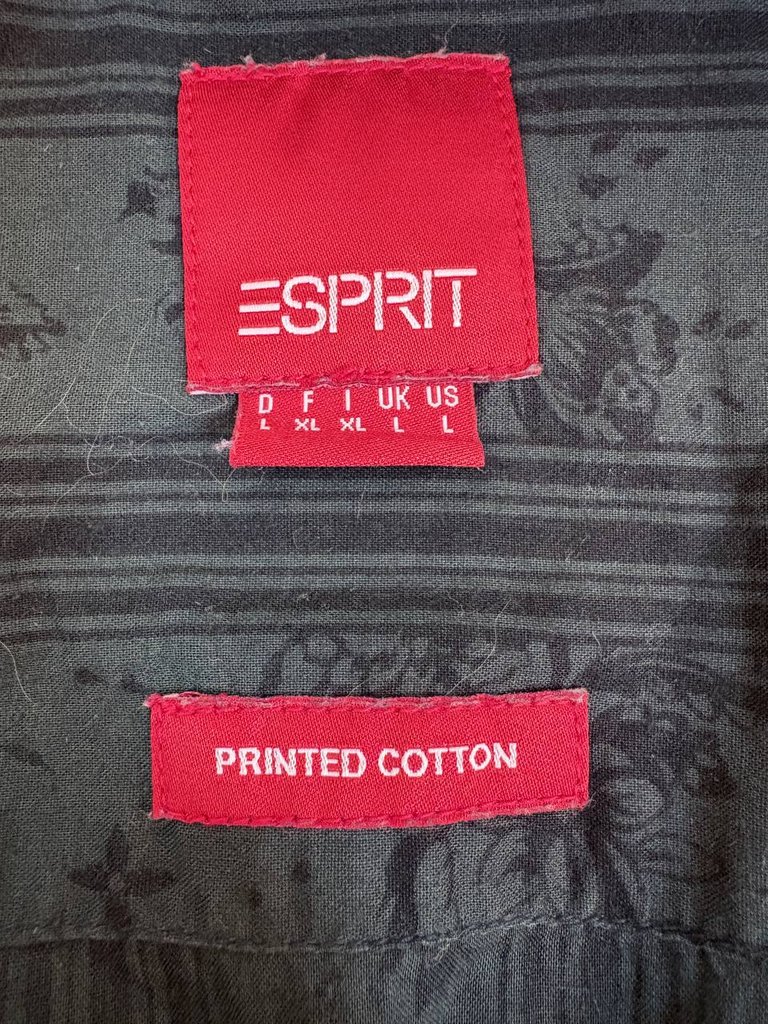 ESPRIT
D F I UK US
L XL XL L L
PRINTED COTTON